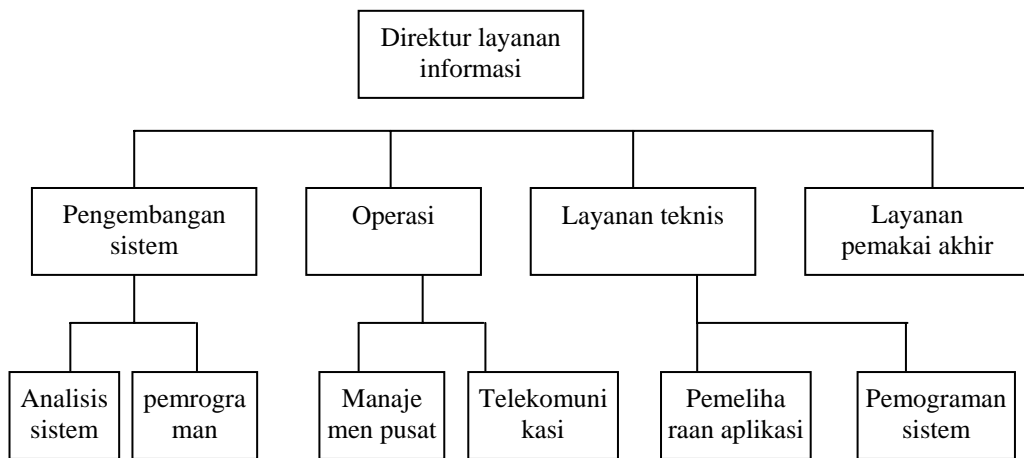 Direktur layanan
informasi
Pengembangan
sistem
Operasi
Layanan teknis
Layanan
pemakai akhir
Analisis
sistem
pemrogra
man
Manaje
men pusat
Telekomuni
kasi
Pemeliha
raan aplikasi
Pemograman
sistem